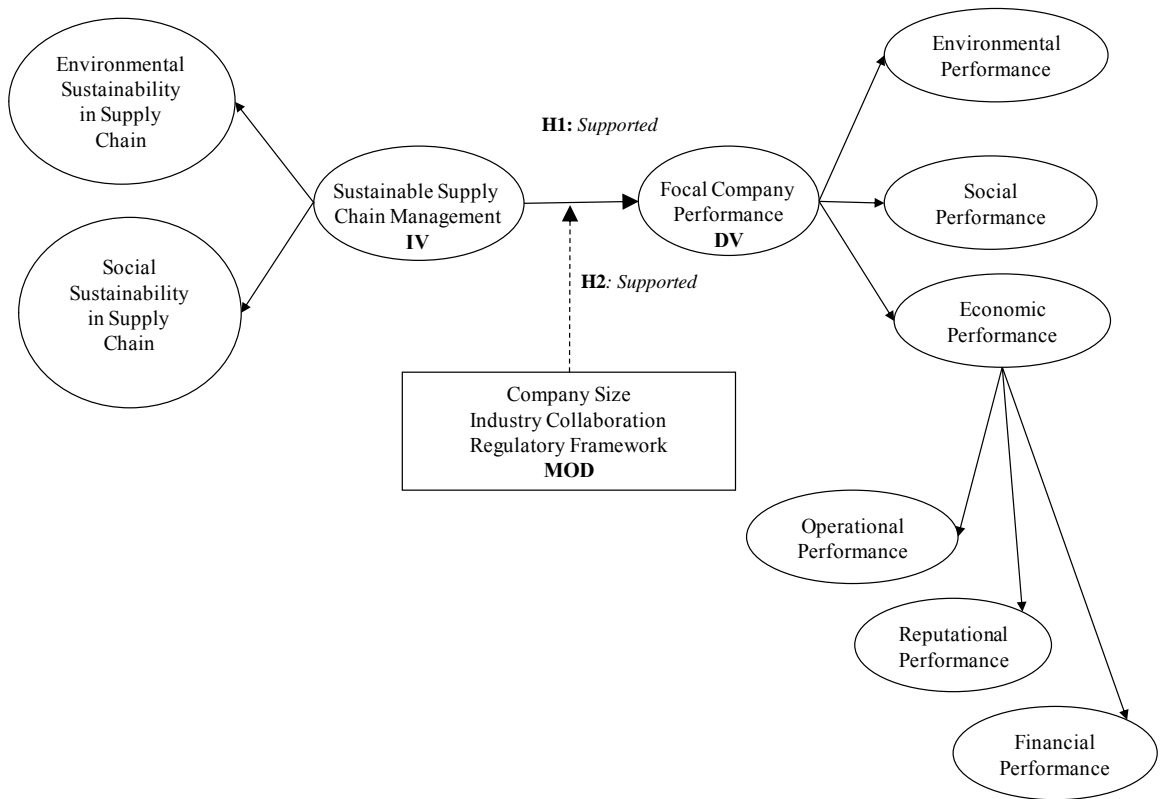 Environmental
Sustainability
in Supply
Chain
Environmental
Performance
H1: Supported
Sustainable Supply
Chain Management
IV
Focal Company
Performance
DV
Social
Performance
Social
Sustainability
in Supply
Chain
H2: Supported
Economic
Performance
Company Size
Industry Collaboration
Regulatory Framework
MOD
Operational
Performance
Reputational
Performance
Financial
Performance